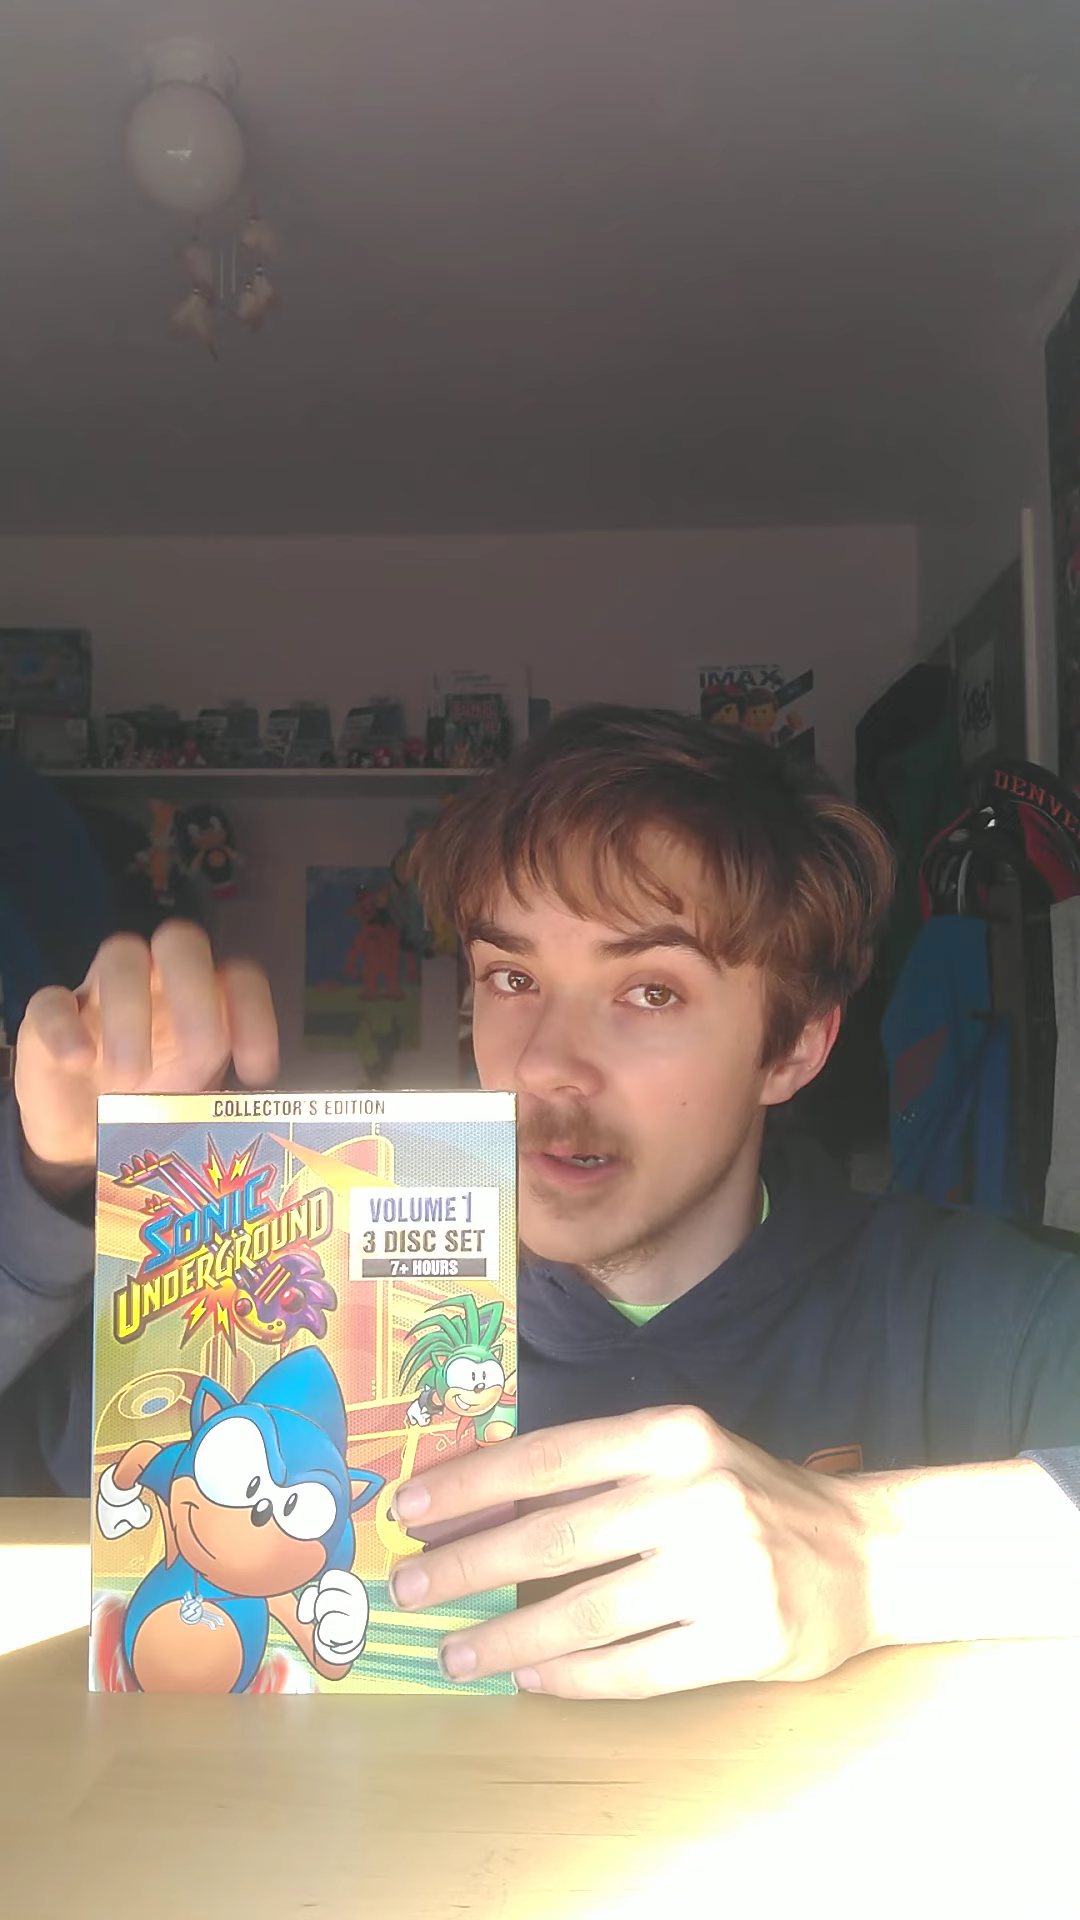 IMAX
DENVE
COLLECTOR'S EDITION
SONIC
UNDERGROUND
VOLUME 1
3 DISC SET
7+ HOURS